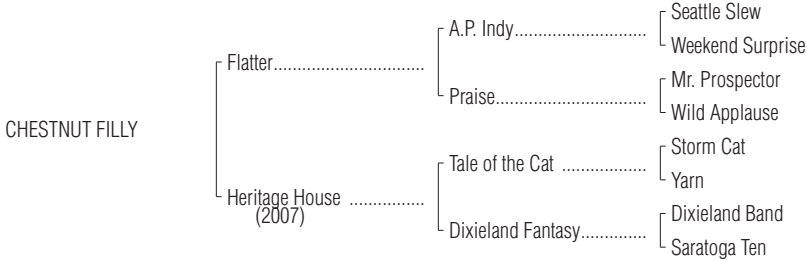 Seattle Slew
A.P. Indy..............................
Weekend Surprise
Flatter...................................
Mr. Prospector
Praise...................................
Wild Applause
CHESTNUT FILLY
Storm Cat
Tale of the Cat ...................
Yarn
Heritage House .................
(2007)
Dixieland Band
Dixieland Fantasy...............
Saratoga Ten